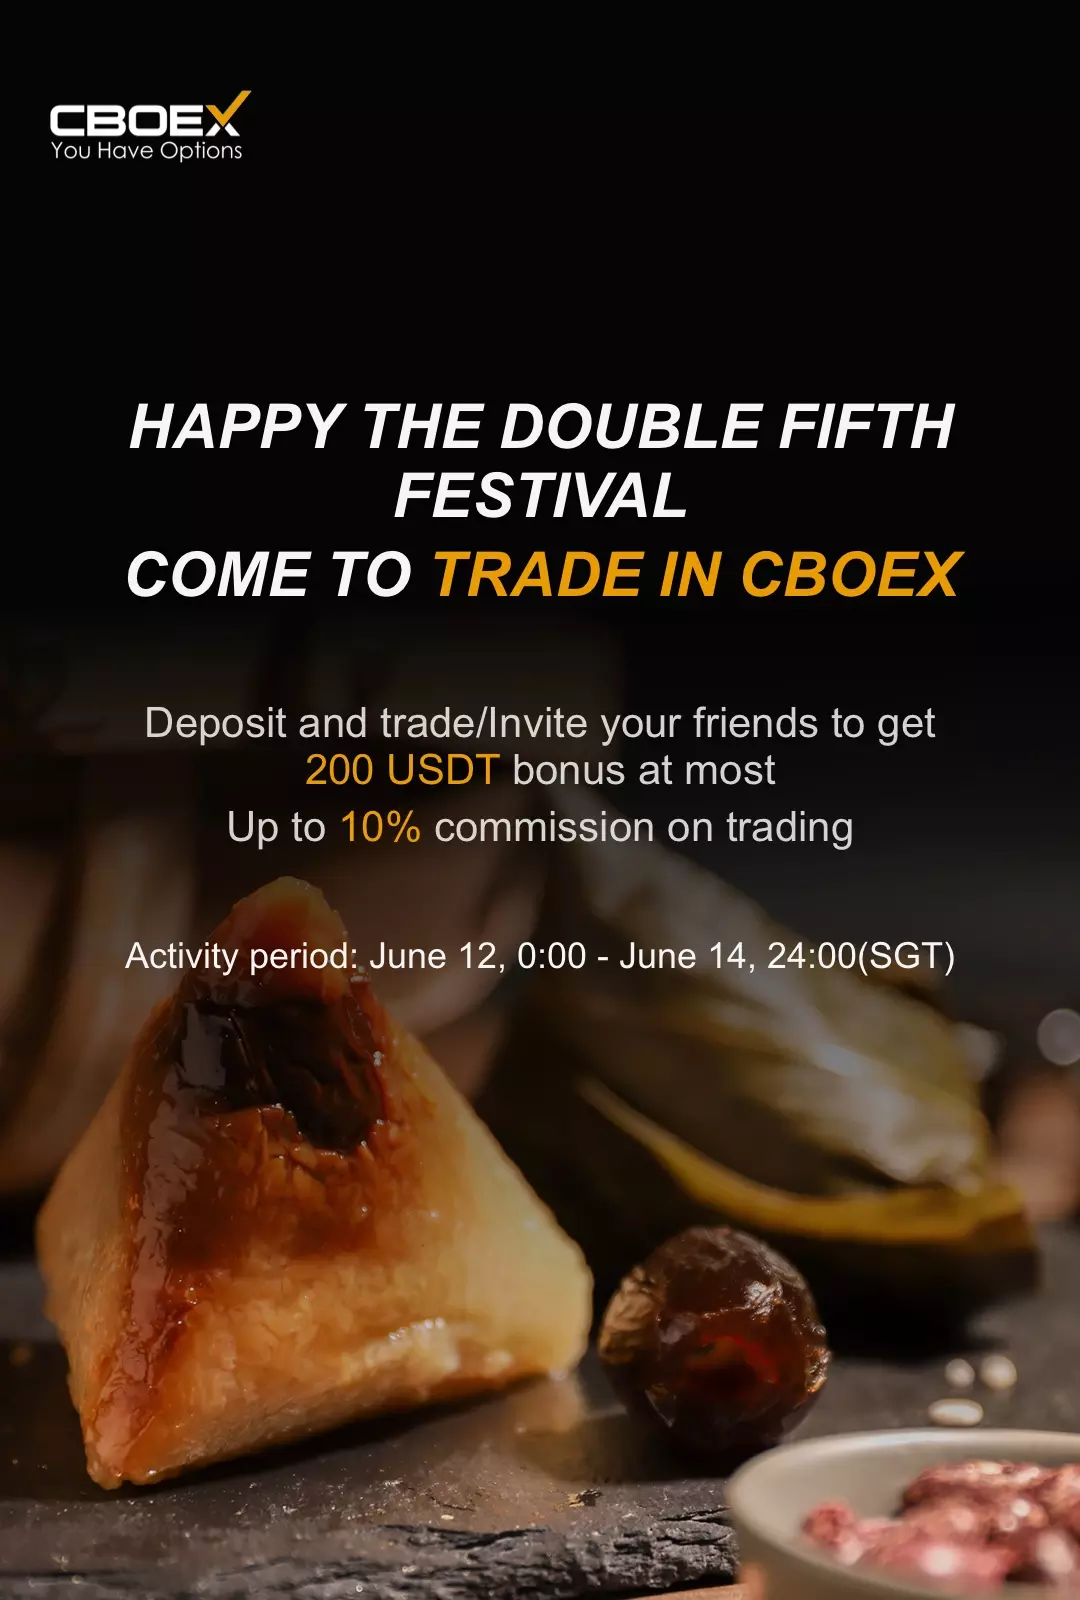 CBOEX
You Have Options
HAPPY THE DOUBLE FIFTH
FESTIVAL
COME TO TRADE IN CBOEX
Deposit and trade/Invite your friends to get
200 USDT bonus at most
Up to 10% commission on trading
Activity period: June 12, 0:00 - June 14, 24:00(SGT)